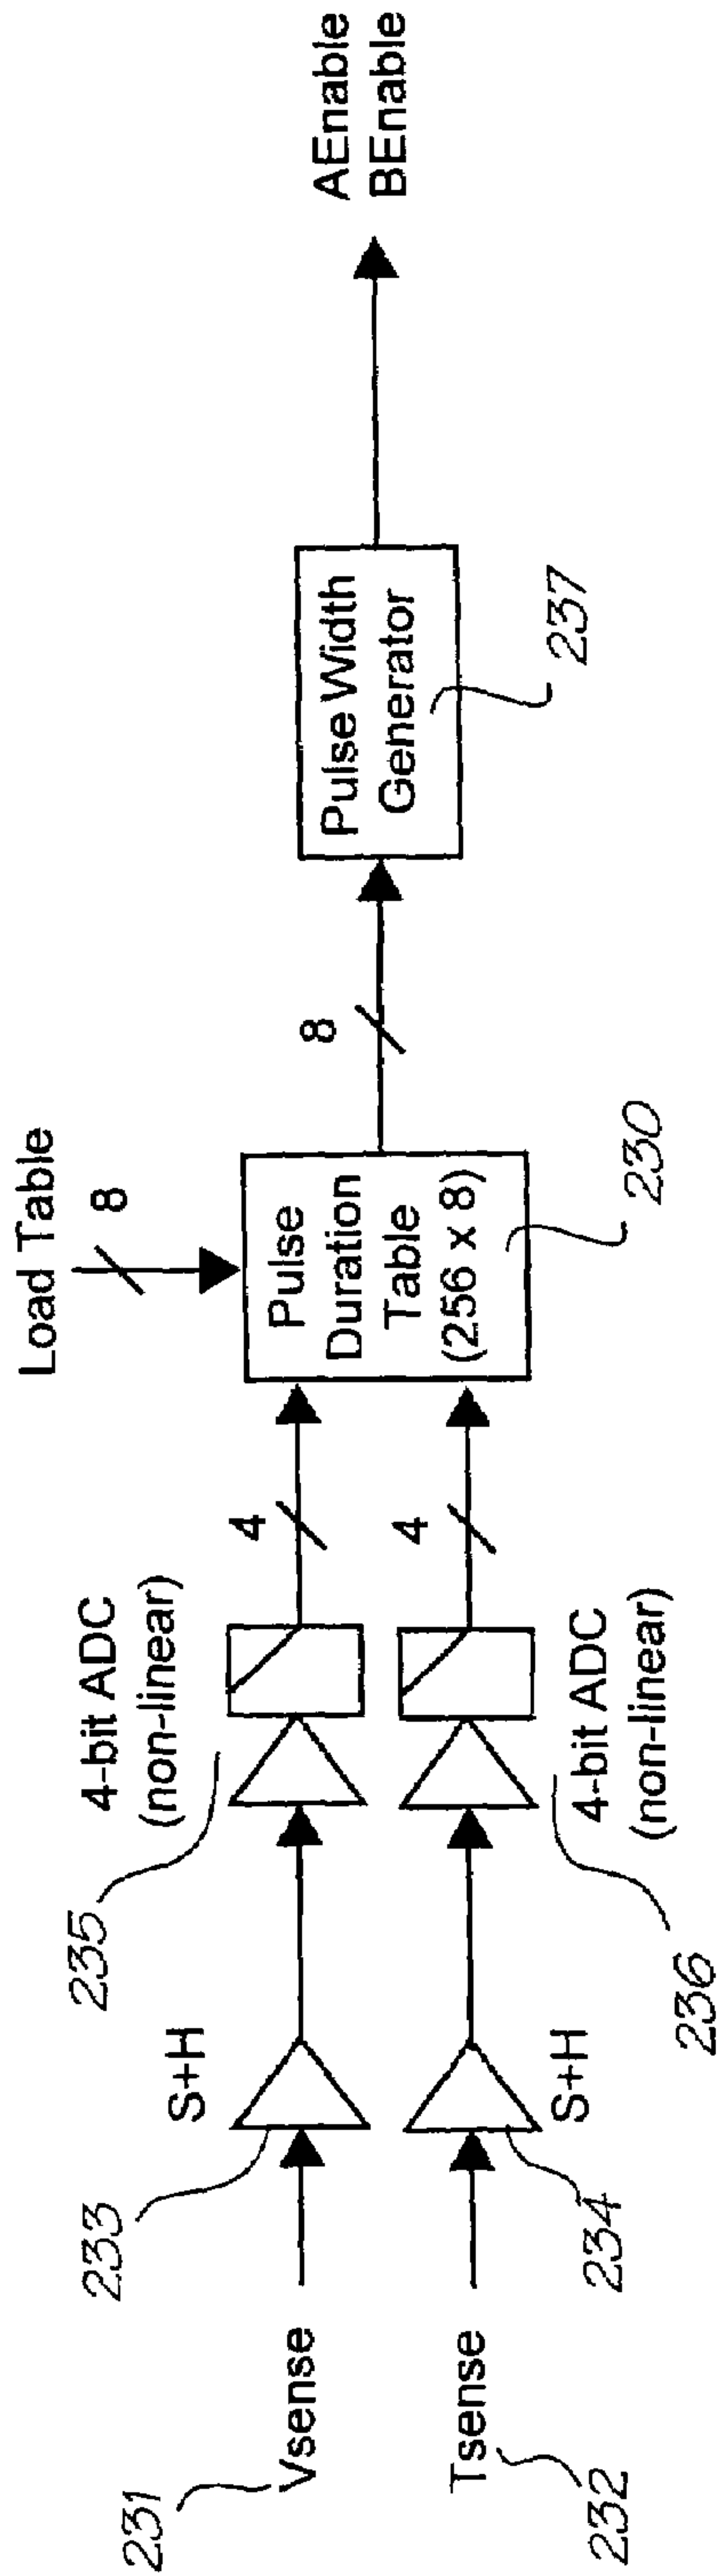 Load Table
8
4-bit ADC
(non-linear)
235
S+H
233
231
Vsense
4
Pulse
Duration
Table
(256 x 8)
230
8
Pulse Width
Generator
237
AEnable
BEnable
Tsense
232
S+H
234
4-bit ADC
(non-linear)
236
4